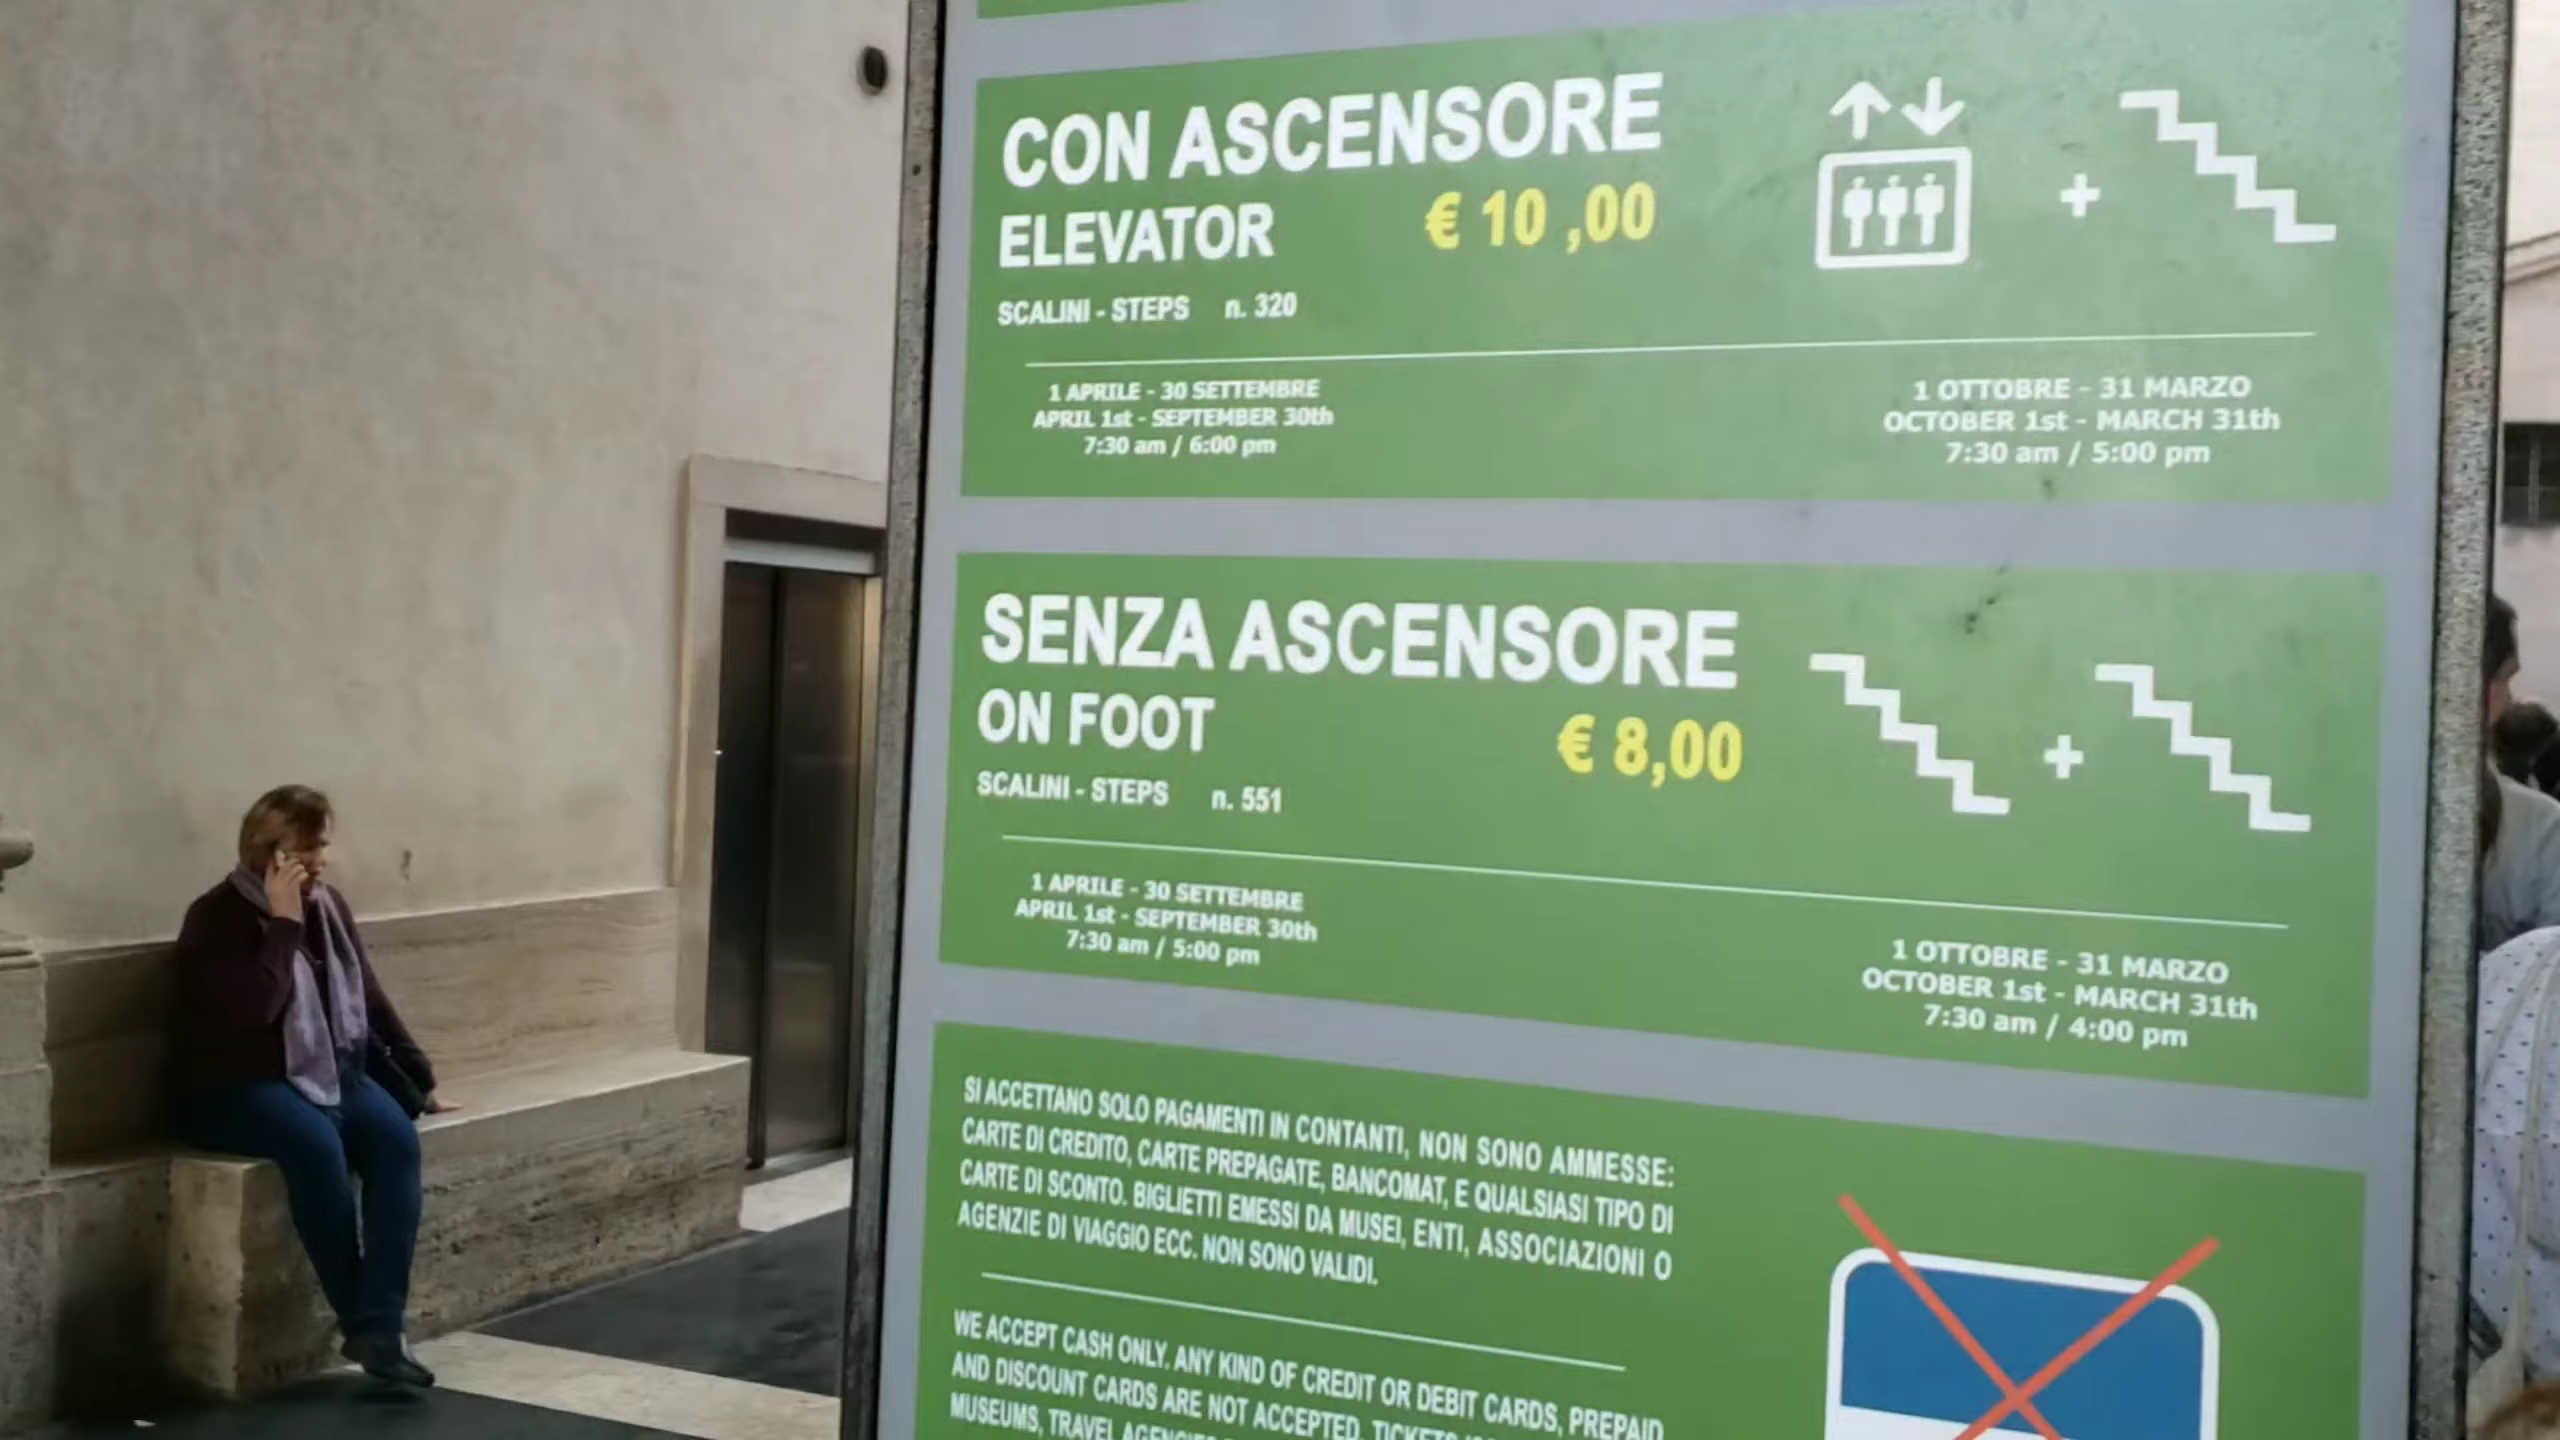 CON ASCENSORE
ELEVATOR € 10 ,00
SCALINI - STEPS n. 320
1 APRILE - 30 SETTEMBRE
APRIL 1st - SEPTEMBER 30th
7:30 am / 6:00 pm
1 OTTOBRE - 31 MARZO
OCTOBER 1st - MARCH 31th
7:30 am / 5:00 pm
SENZA ASCENSORE
ON FOOT € 8,00
SCALINI - STEPS n. 551
1 APRILE - 30 SETTEMBRE
APRIL 1st - SEPTEMBER 30th
7:30 am / 5:00 pm
1 OTTOBRE - 31 MARZO
OCTOBER 1st - MARCH 31th
7:30 am / 4:00 pm
SI ACCETTANO SOLO PAGAMENTI IN CONTANTI, NON SONO AMMESSE:
CARTE DI CREDITO, CARTE PREPAGATE, BANCOMAT, E QUALSIASI TIPO DI
CARTE DI SCONTO. BIGLIETTI EMESSI DA MUSEI, ENTI, ASSOCIAZIONI O
AGENZIE DI VIAGGIO ECC. NON SONO VALIDI.
WE ACCEPT CASH ONLY. ANY KIND OF CREDIT OR DEBIT CARDS, PREPAID
AND DISCOUNT CARDS ARE NOT ACCEPTED. TICKETS
MUSEUMS, TRAVEL AGENCIES